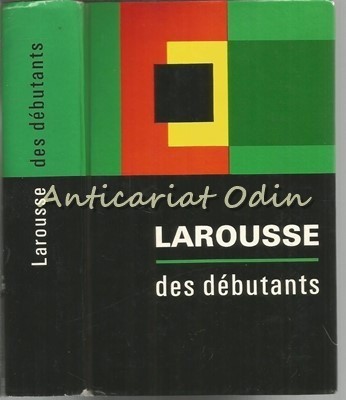 Larousse des débutants
Anticariat Odin
LAROUSSE
des débutants